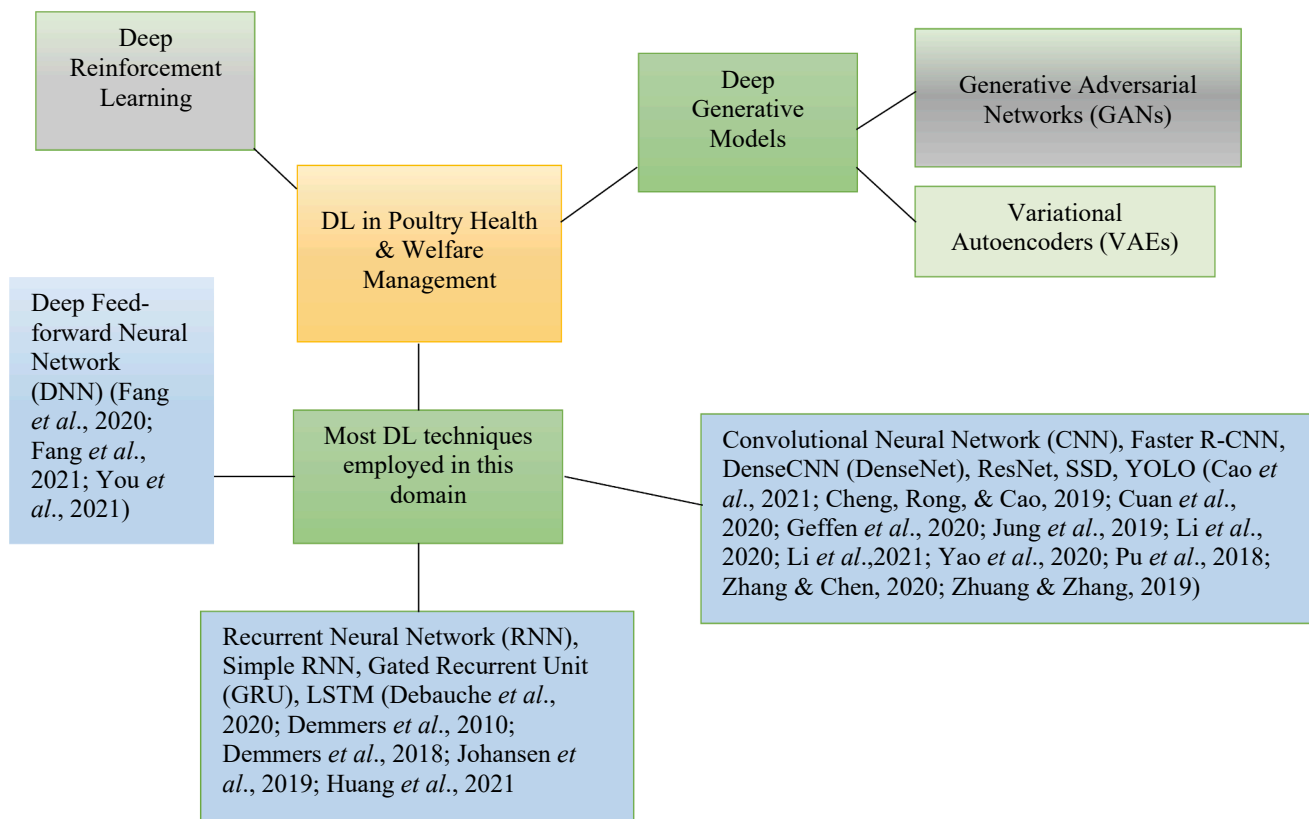 Deep
Reinforcement
Learning
Deep
Generative
Models
Generative Adversarial
Networks (GANs)
Variational
Autoencoders (VAEs)
DL in Poultry Health
& Welfare
Management
Deep Feed-
forward Neural
Network
(DNN) (Fang
et al., 2020;
Fang et al.,
2021; You et
al., 2021)
Most DL techniques
employed in this
domain
Convolutional Neural Network (CNN), Faster R-CNN,
DenseCNN (DenseNet), ResNet, SSD, YOLO (Cao et
al., 2021; Cheng, Rong, & Cao, 2019; Cuan et al.,
2020; Geffen et al., 2020; Jung et al., 2019; Li et al.,
2020; Li et al.,2021; Yao et al., 2020; Pu et al., 2018;
Zhang & Chen, 2020; Zhuang & Zhang, 2019)
Recurrent Neural Network (RNN),
Simple RNN, Gated Recurrent Unit
(GRU), LSTM (Debauche et al.,
2020; Demmers et al., 2010;
Demmers et al., 2018; Johansen et
al., 2019; Huang et al., 2021